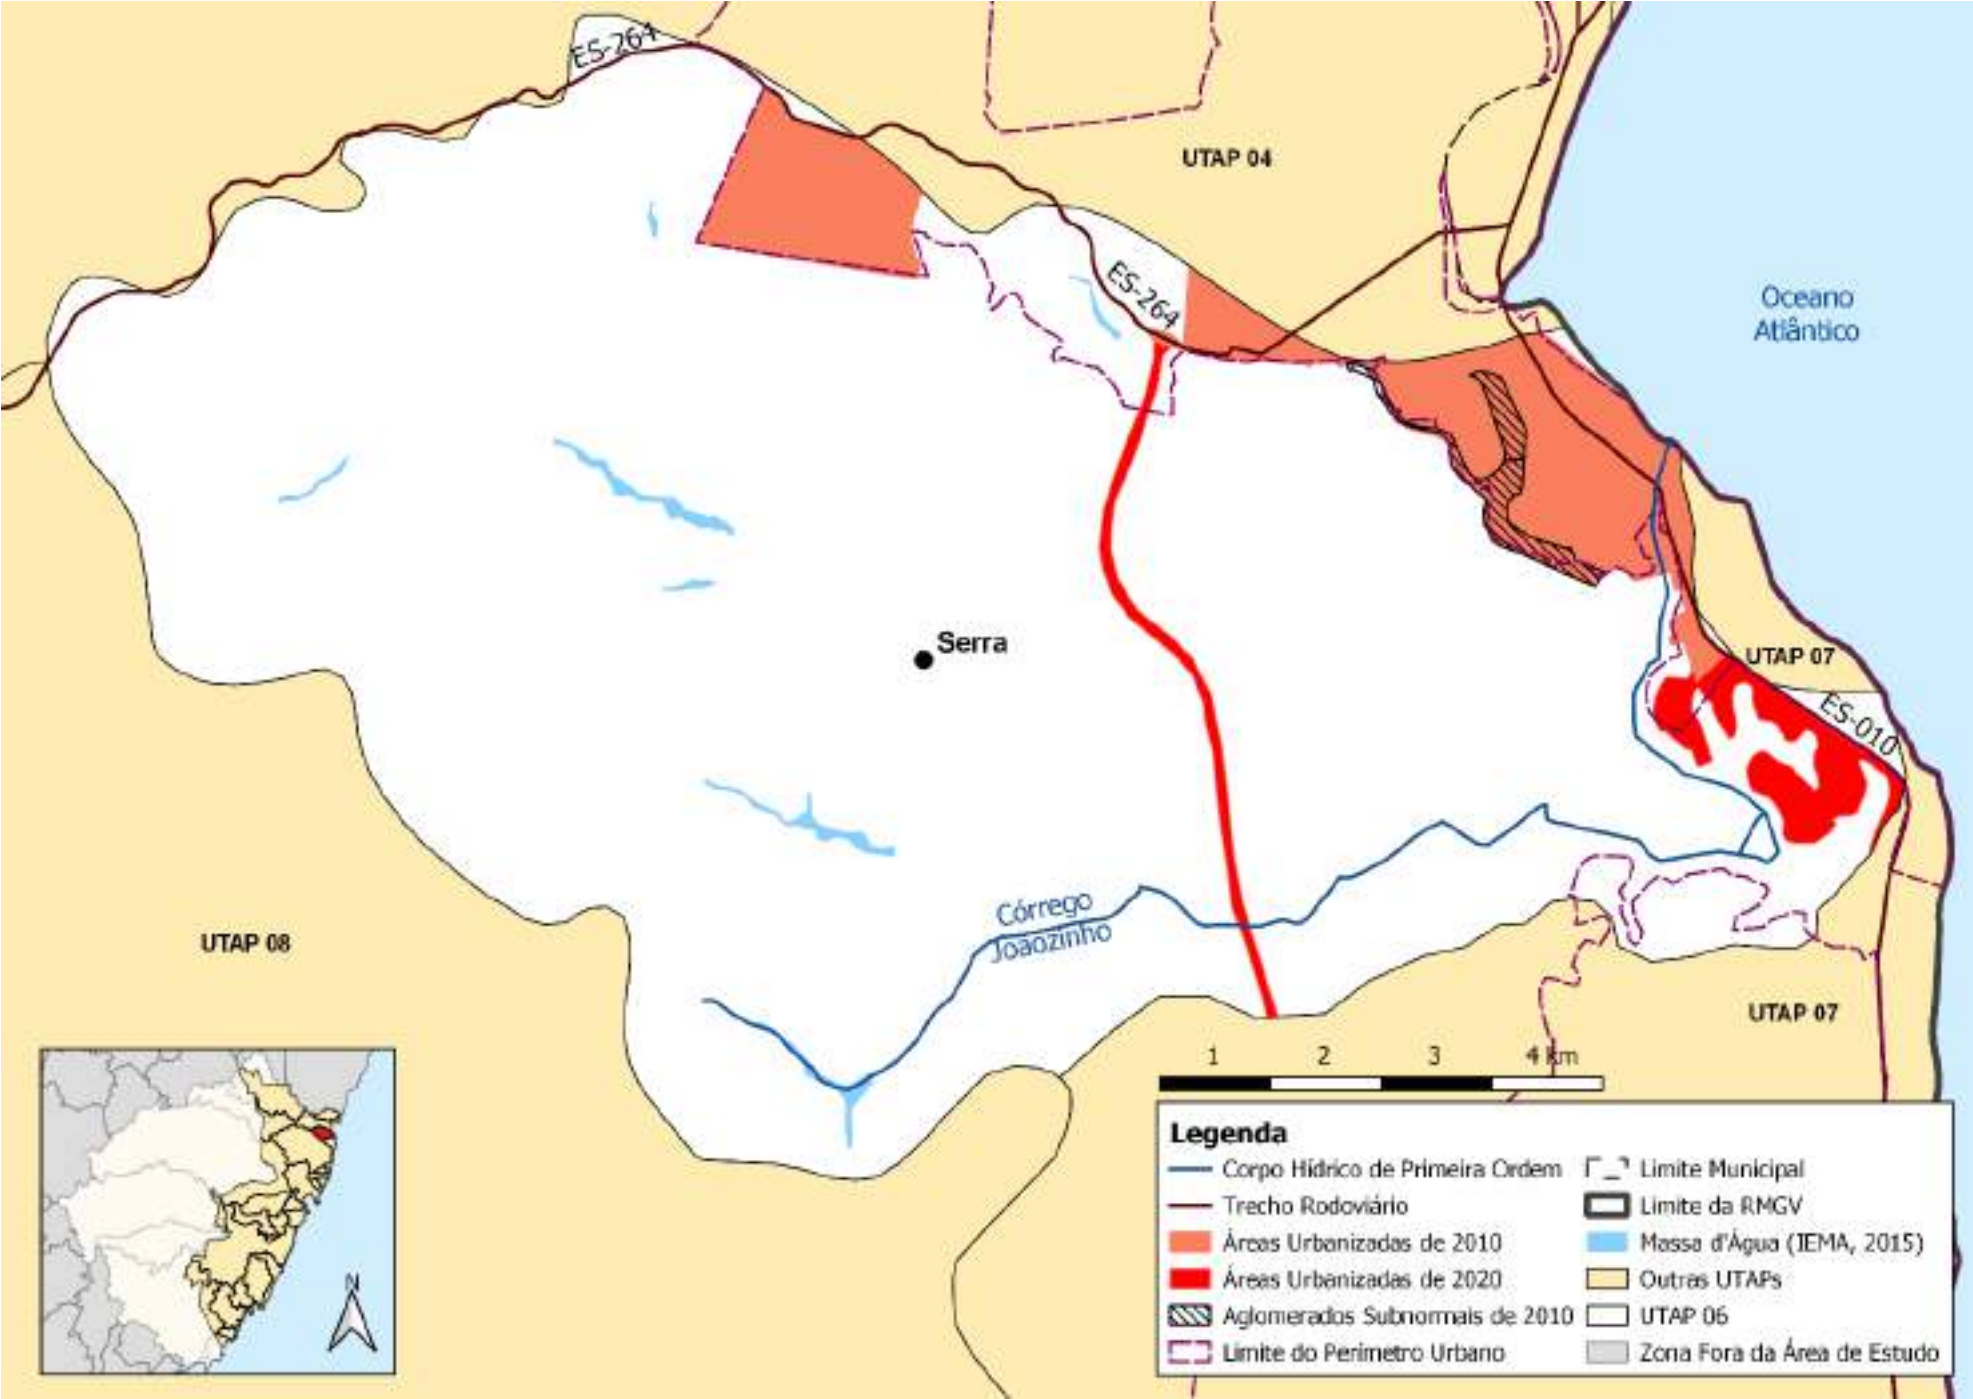 ES-264
UTAP 04
ES-264
Oceano
Atlântico
Serra
UTAP 07
ES-010
Córrego
Joãozinho
UTAP 08
UTAP 07
1 2 3 4 km
N
Legenda
Corpo Hídrico de Primeira Ordem
Trecho Rodoviário
Áreas Urbanizadas de 2010
Áreas Urbanizadas de 2020
Aglomerados Subnormais de 2010
Limite do Perímetro Urbano
Limite Municipal
Limite da RMGV
Massa d'Água (IEMA, 2015)
Outras UTAPs
UTAP 06
Zona Fora da Área de Estudo